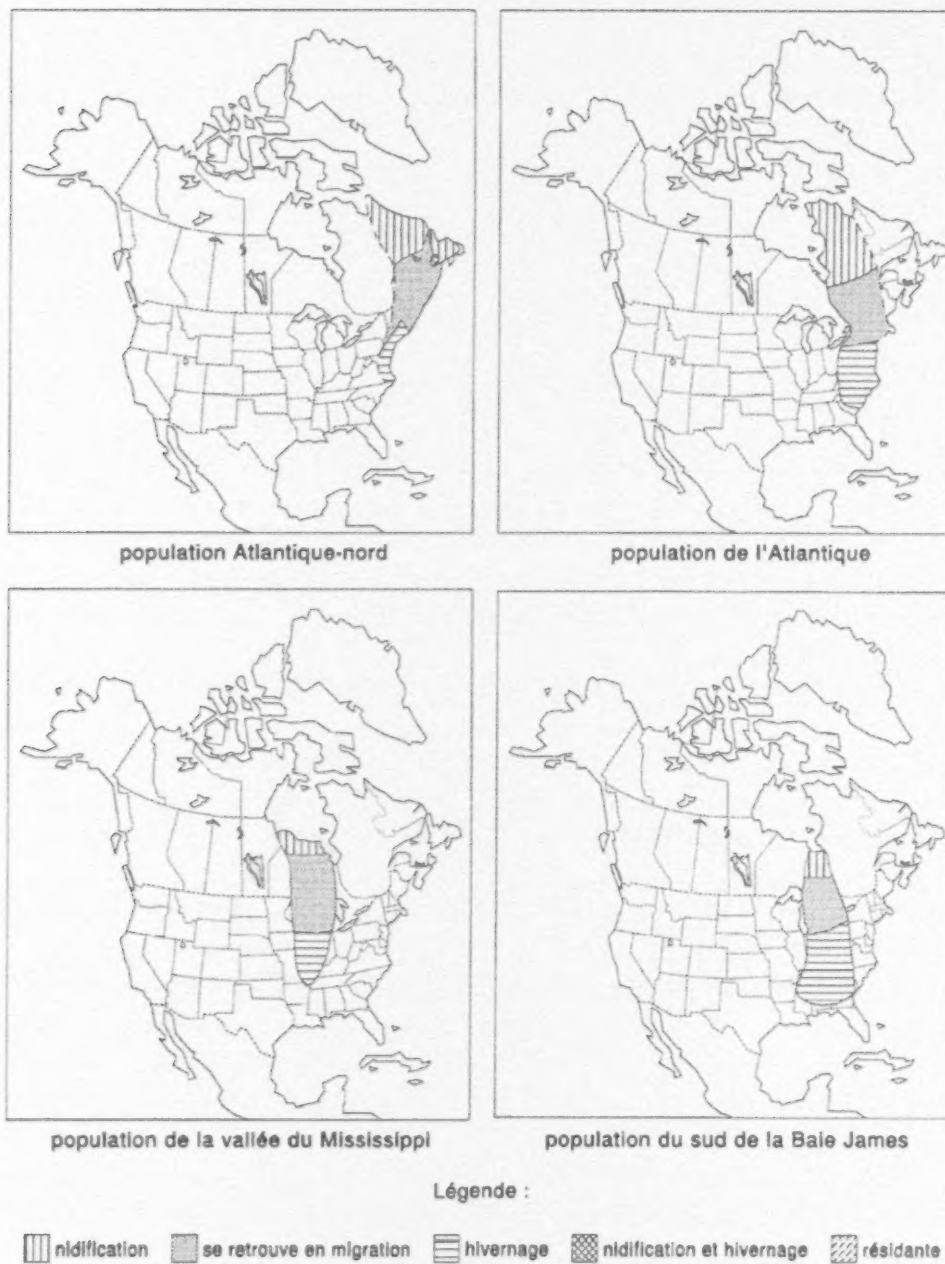 population Atlantique-nord
population de l'Atlantique
population de la vallée du Mississippi
population du sud de la Baie James
Légende :
nidification se retrouve en migration hivernage nidification et hivernage résidante